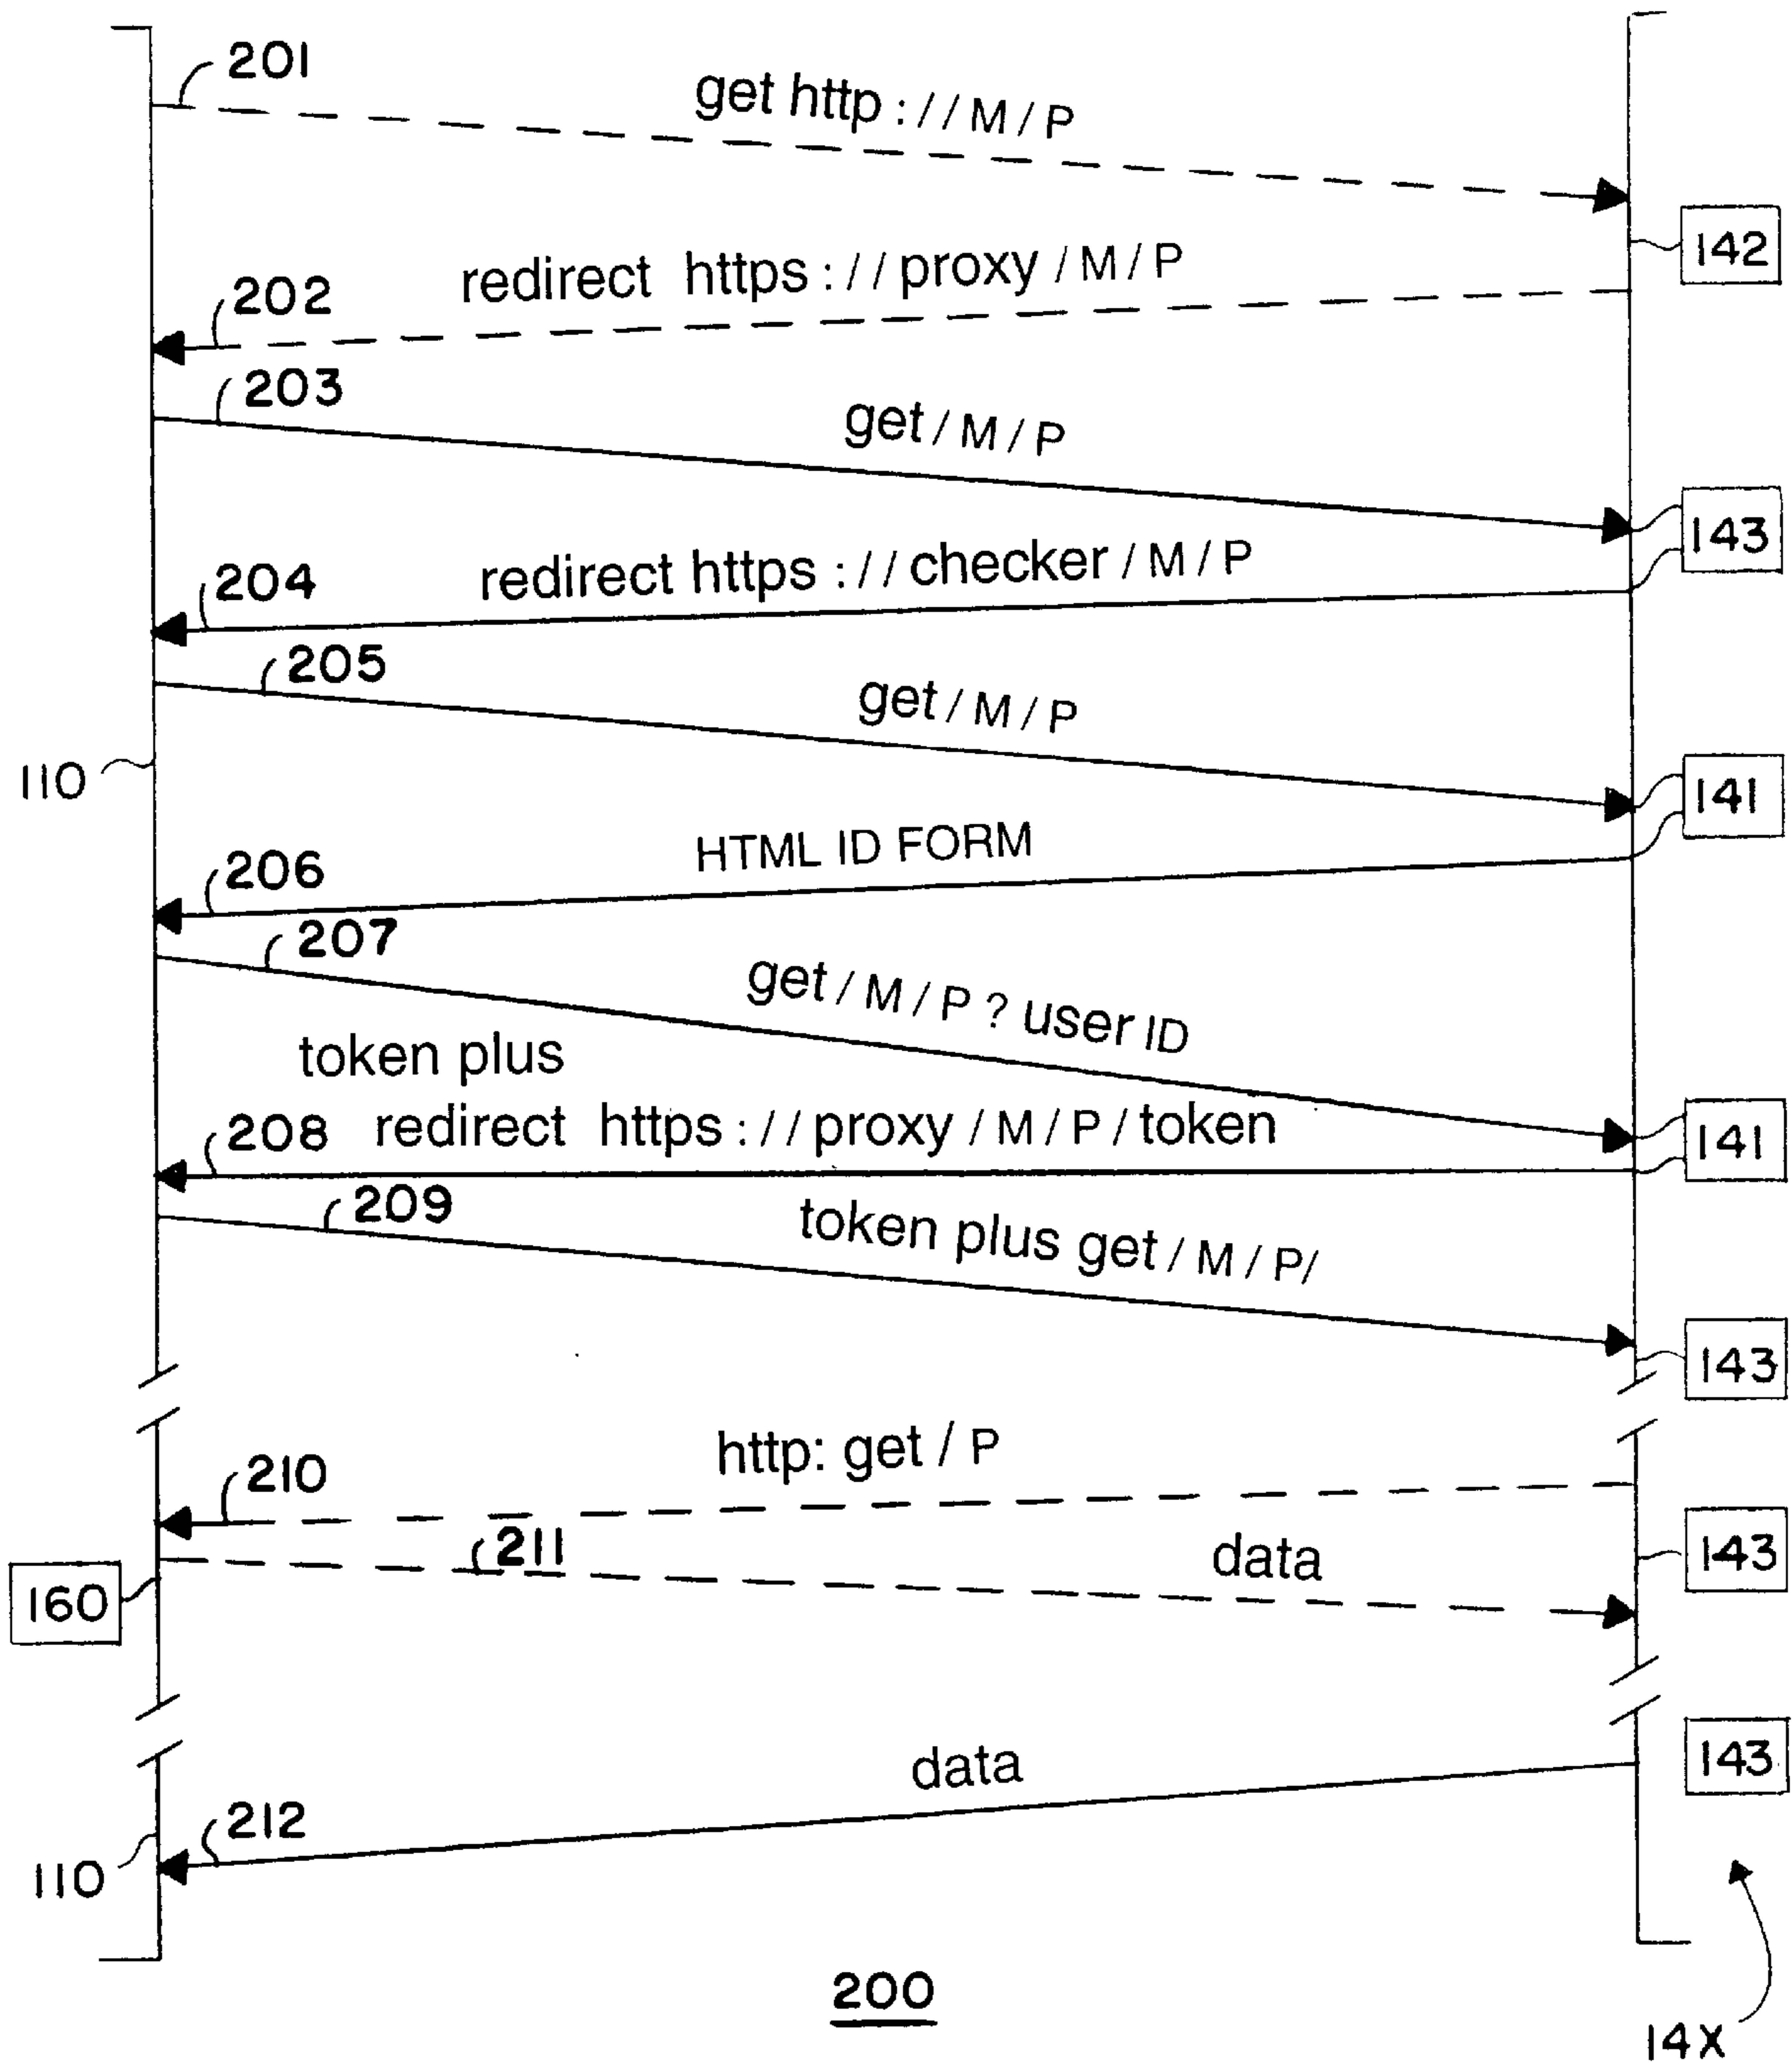 201
get http://M/P
142
redirect https://proxy/M/P
202
203
get/M/P
143
redirect https://checker/M/P
204
205
get/M/P
110
141
HTML ID FORM
206
207
get/M/P?user ID
token plus
208 redirect https://proxy/M/P/token
141
209
token plus get/M/P/
143
http: get/P
210
211
data
143
160
143
data
212
110
200
14X